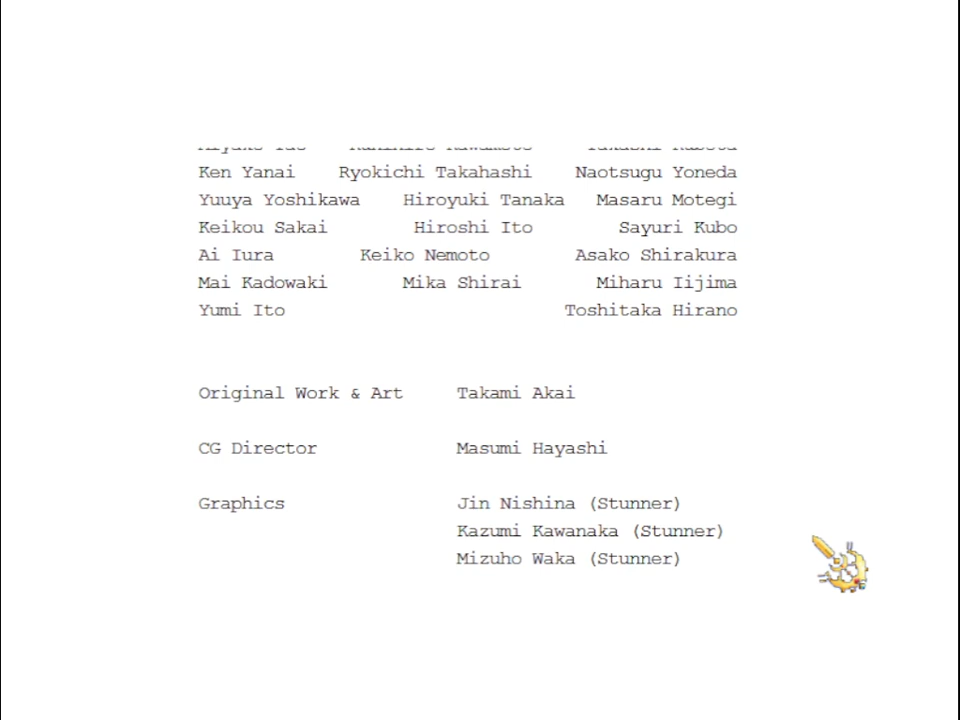 Ken Yanai Ryokichi Takahashi Naotsugu Yoneda
Yuuya Yoshikawa Hiroyuki Tanaka Masaru Motegi
Keikou Sakai Hiroshi Ito Sayuri Kubo
Ai Iura Keiko Nemoto Asako Shirakura
Mai Kadowaki Mika Shirai Miharu Iijima
Yumi Ito Toshitaka Hirano
Original Work & Art Takami Akai
CG Director Masumi Hayashi
Graphics Jin Nishina (Stunner)
Kazumi Kawanaka (Stunner)
Mizuho Waka (Stunner)